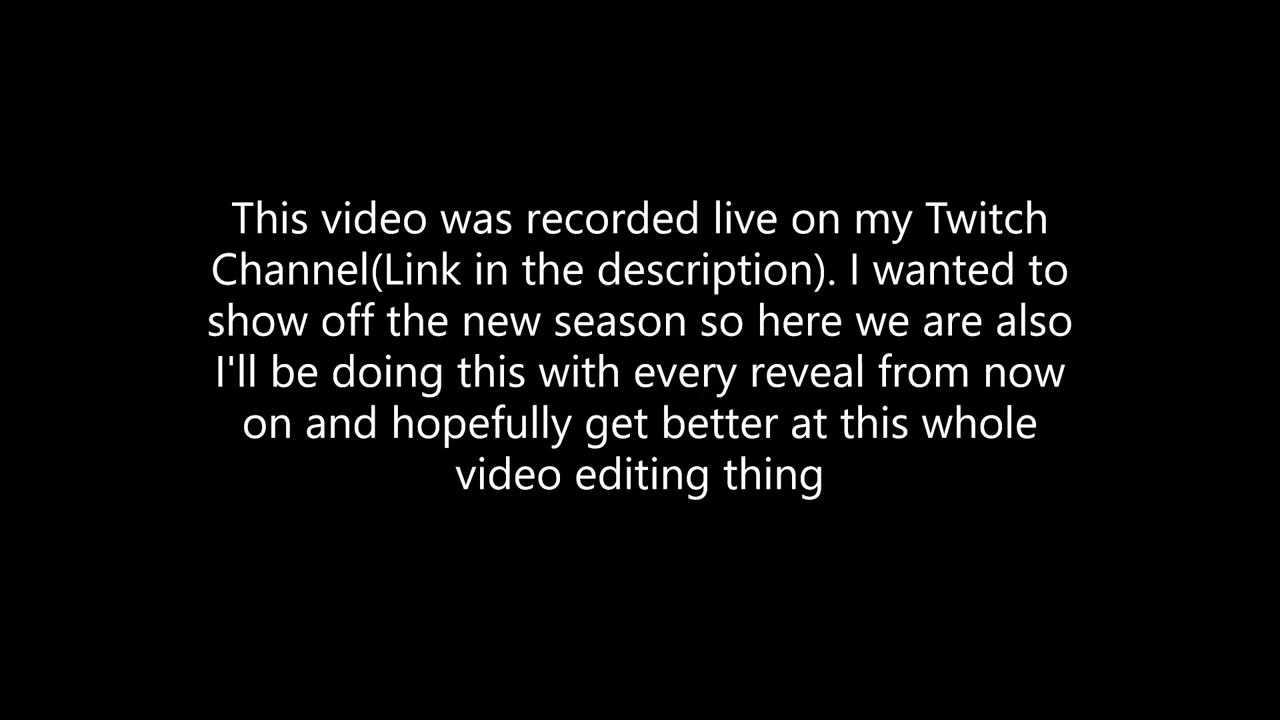 This video was recorded live on my Twitch
Channel(Link in the description). I wanted to
show off the new season so here we are also
I'll be doing this with every reveal from now
on and hopefully get better at this whole
video editing thing